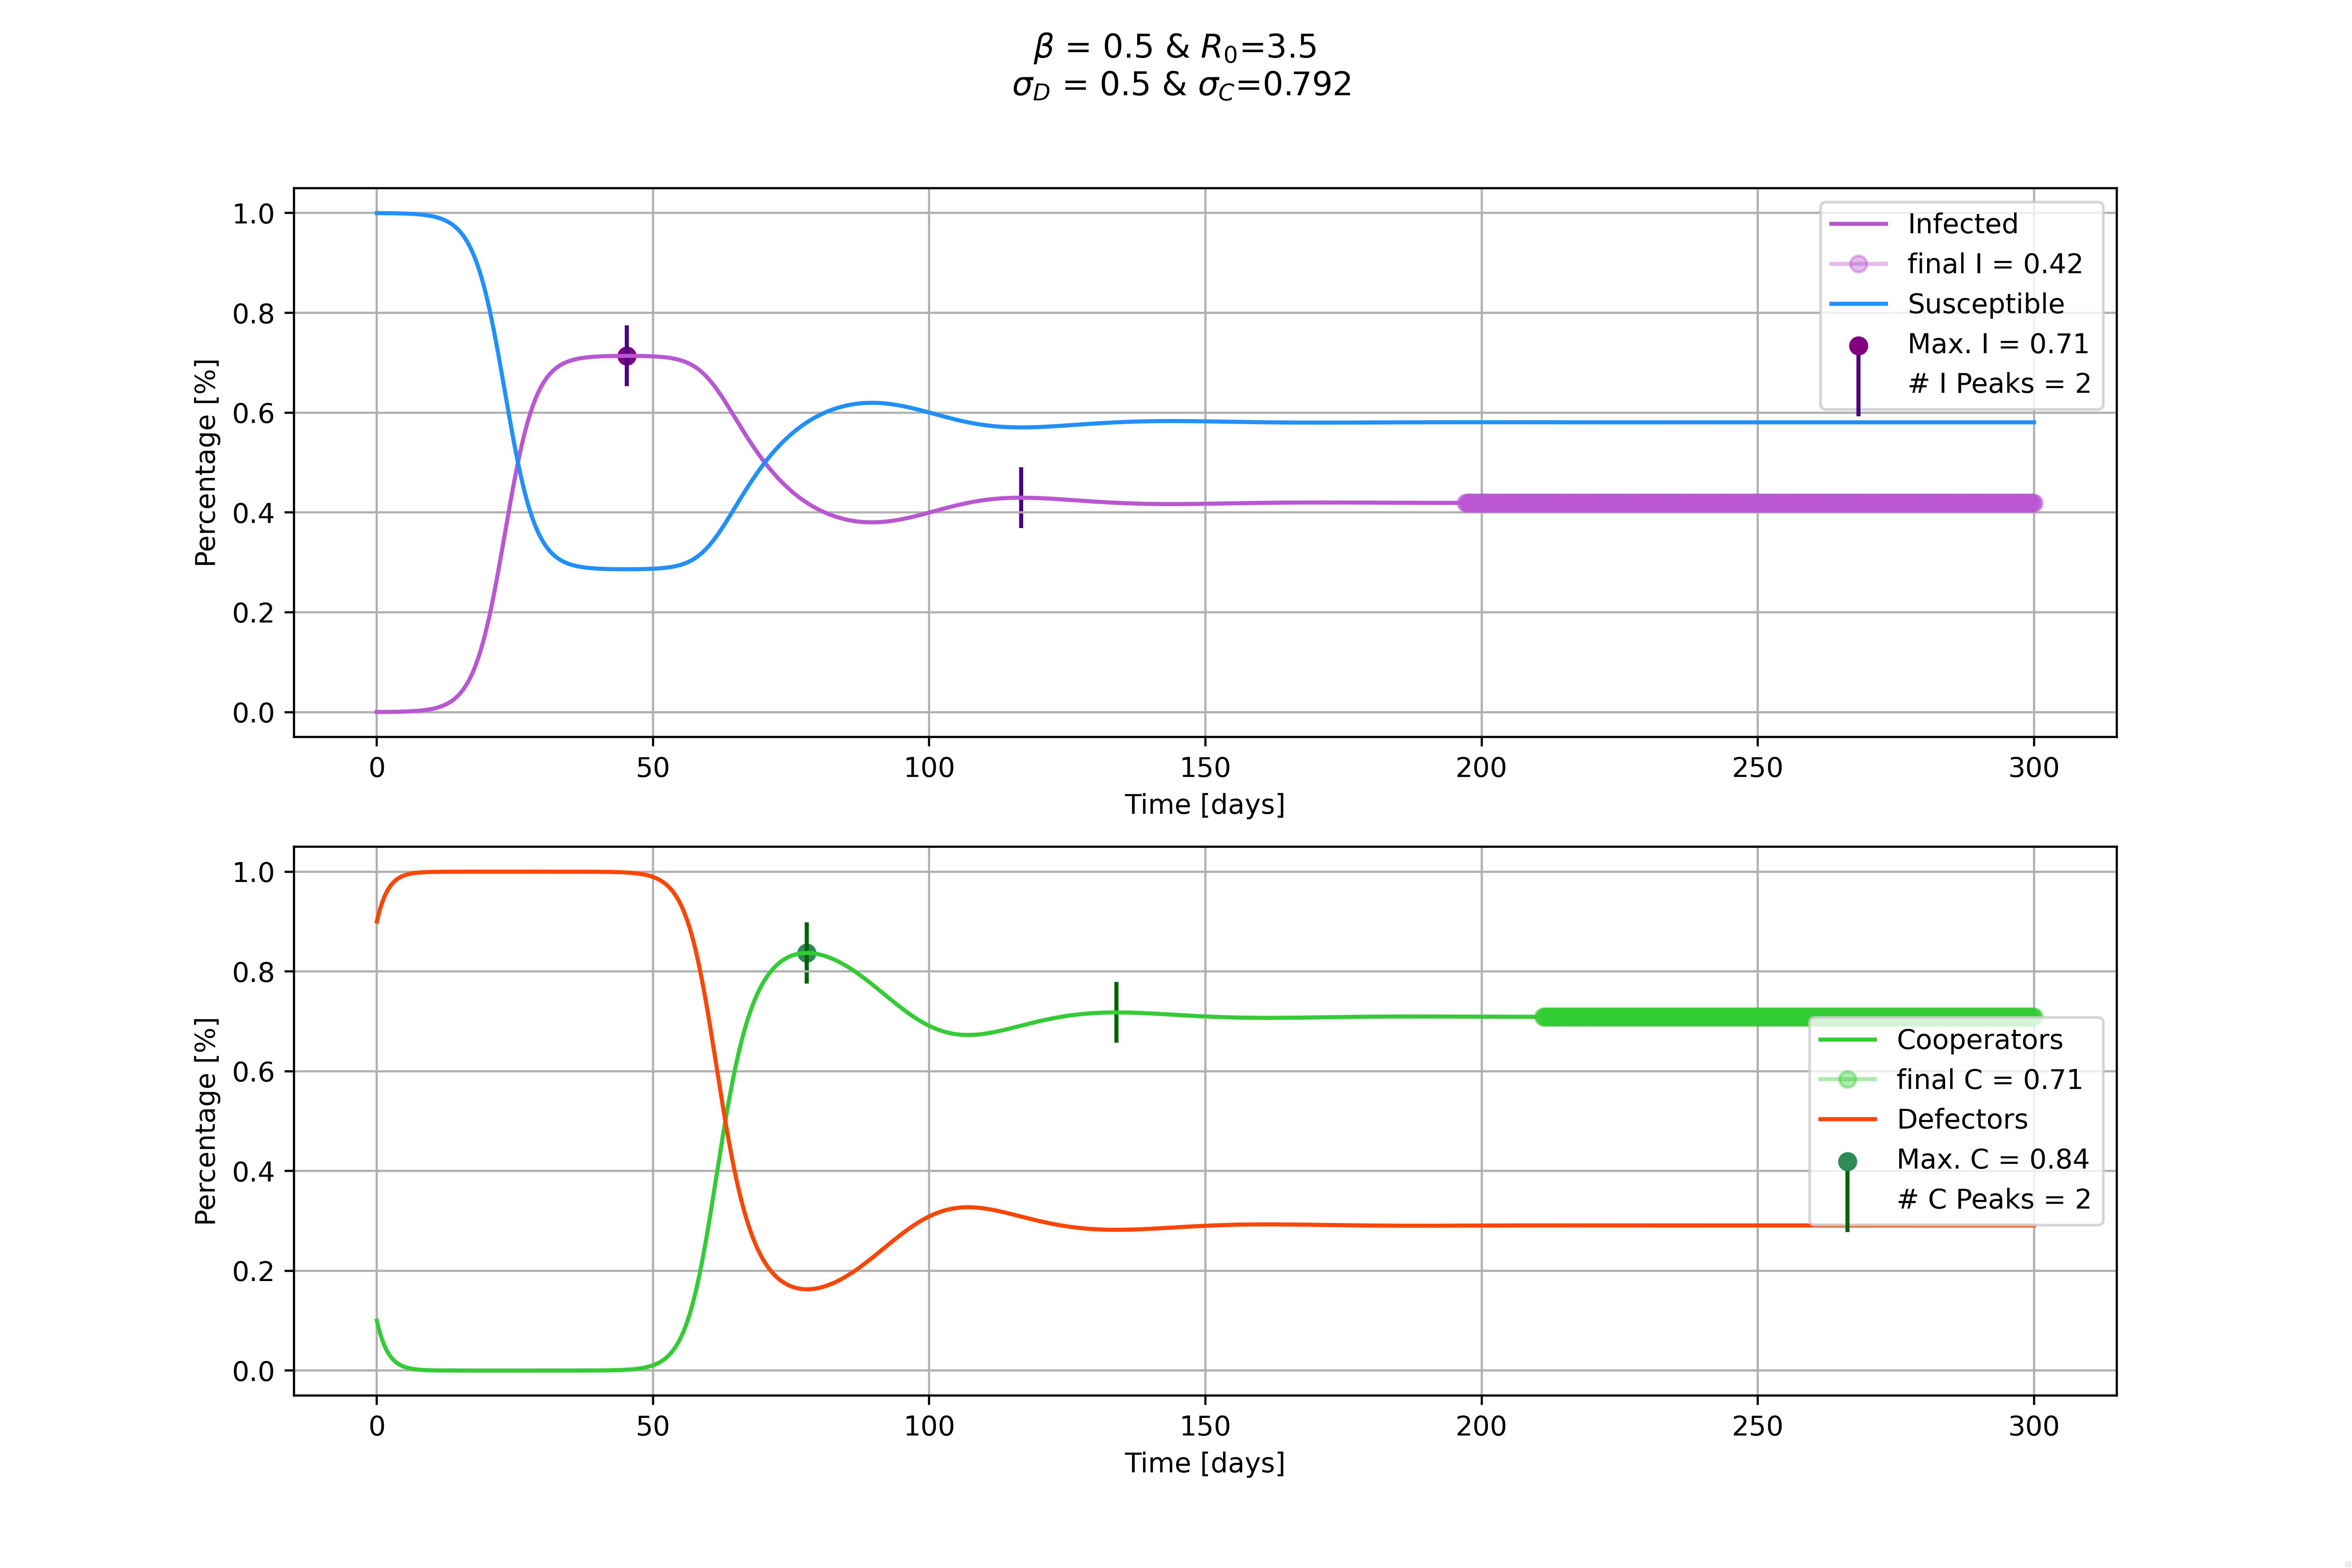 β = 0.5 & R₀=3.5
σ_D = 0.5 & σ_C=0.792
Percentage [%]
1.0
0.8
0.6
0.4
0.2
0.0
Infected
final I = 0.42
Susceptible
Max. I = 0.71
# I Peaks = 2
0 50 100 150 200 250 300
Time [days]
Percentage [%]
1.0
0.8
0.6
0.4
0.2
0.0
Cooperators
final C = 0.71
Defectors
Max. C = 0.84
# C Peaks = 2
0 50 100 150 200 250 300
Time [days]